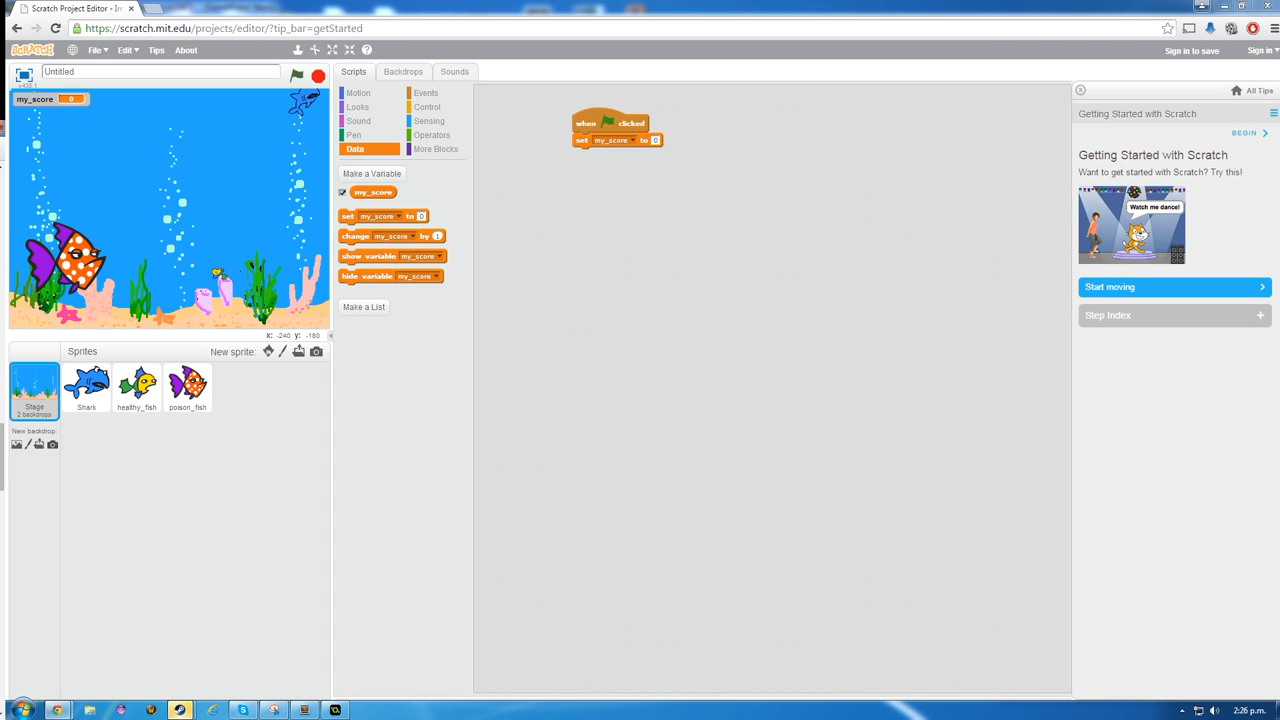 Scratch Project Editor - Im
https://scratch.mit.edu/projects/editor/?tip_bar=getStarted
SCRATCH File Edit Tips About Sign in to save Sign in
Untitled
v435.1
my_score 0
Scripts Backdrops Sounds
Motion Events
Looks Control
Sound Sensing
Pen Operators
Data More Blocks
Make a Variable
my_score
set my_score to 0
change my_score by 1
show variable my_score
hide variable my_score
Make a List
when clicked
set my_score to 0
All Tips
Getting Started with Scratch
BEGIN
Getting Started with Scratch
Want to get started with Scratch? Try this!
Watch me dance!
Start moving
Step Index
x: -240 y: -180
Sprites New sprite:
Stage
2 backdrops
Shark healthy_fish poison_fish
New backdrop:
2:26 p.m.